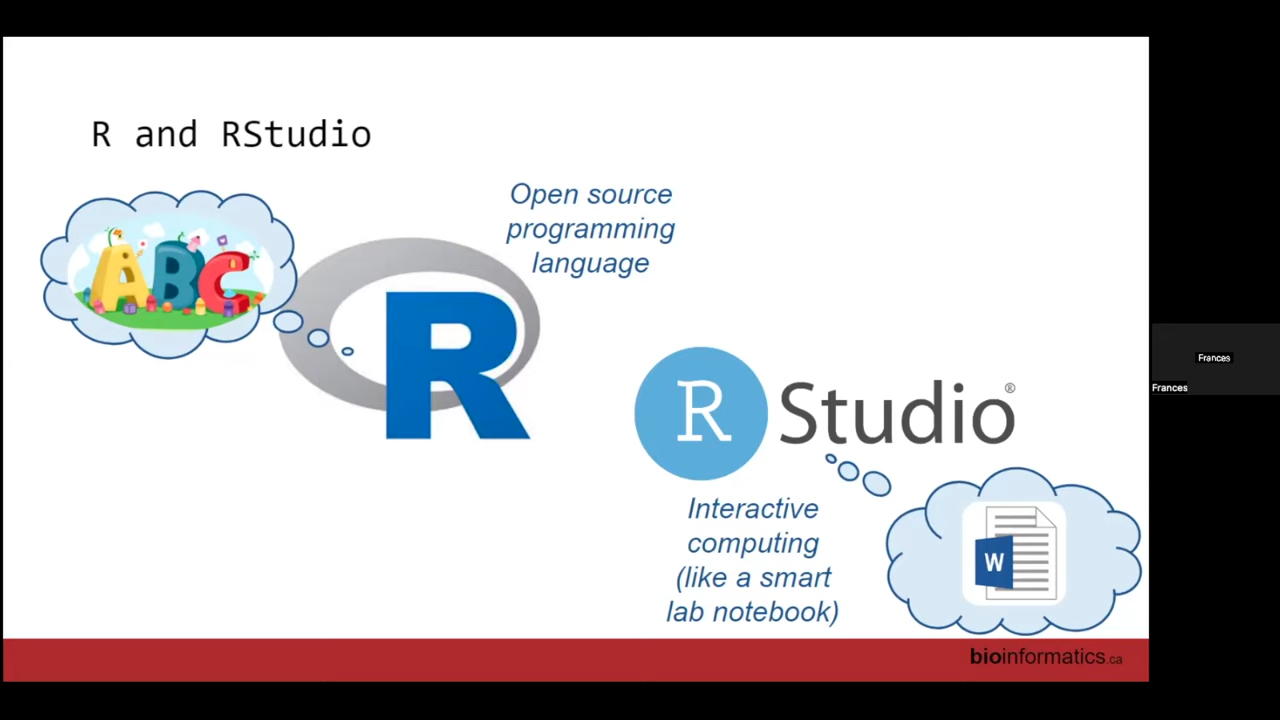 R and RStudio
Open source
programming
language
ABC
R
R Studio®
Interactive
computing
(like a smart
lab notebook)
W
bioinformatics.ca
Frances
Frances